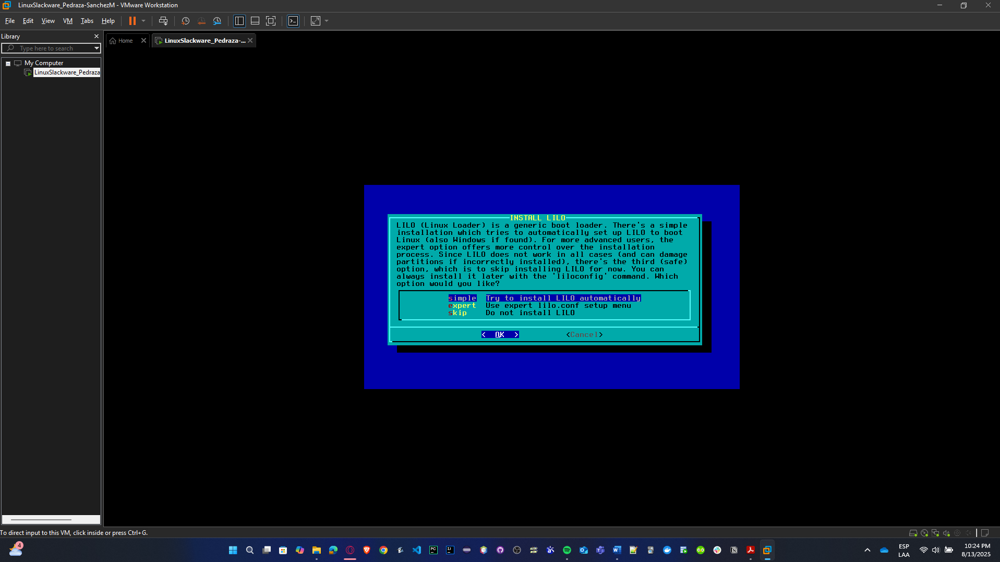 LinuxSlackware_Pedraza-SanchezM - VMware Workstation
File Edit View VM Tabs Help
Library
Home
LinuxSlackware_Pedraza-...
Type here to search
My Computer
LinuxSlackware_Pedraza
INSTALL LILO
LILO (Linux Loader) is a generic boot loader. There's a simple
installation which tries to automatically set up LILO to boot
Linux (also Windows if found). For more advanced users, the
expert option offers more control over the installation
process. Since LILO does not work in all cases (and can damage
partitions if incorrectly installed), there's the third (safe)
option, which is to skip installing LILO for now. You can
always install it later with the 'liloconfig' command. Which
option would you like?
simple Try to install LILO automatically
expert Use expert lilo.conf setup menu
skip Do not install LILO
< OK > <Cancel>
To direct input to this VM, click inside or press Ctrl+G.
4
ESP
LAA
10:24 PM
8/13/2025